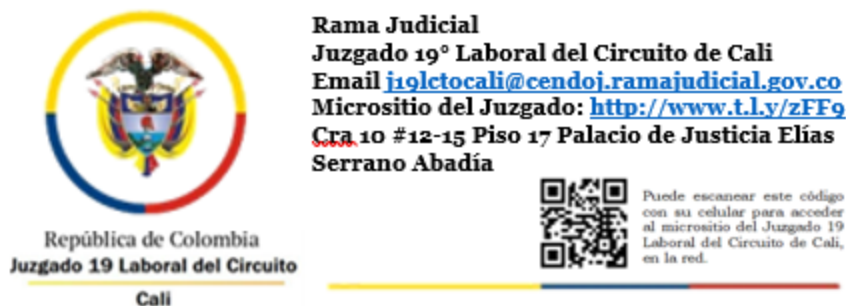 Rama Judicial
Juzgado 19° Laboral del Circuito de Cali
Email j19lctocali@cendoj.ramajudicial.gov.co
Micrositio del Juzgado: http://www.t.l.y/zFF9
Cra 10 #12-15 Piso 17 Palacio de Justicia Elías
Serrano Abadía
Puede escanear este código
con su celular para acceder
al micrositio del Juzgado 19
Laboral del Circuito de Cali,
en la red.
República de Colombia
Juzgado 19 Laboral del Circuito
Cali